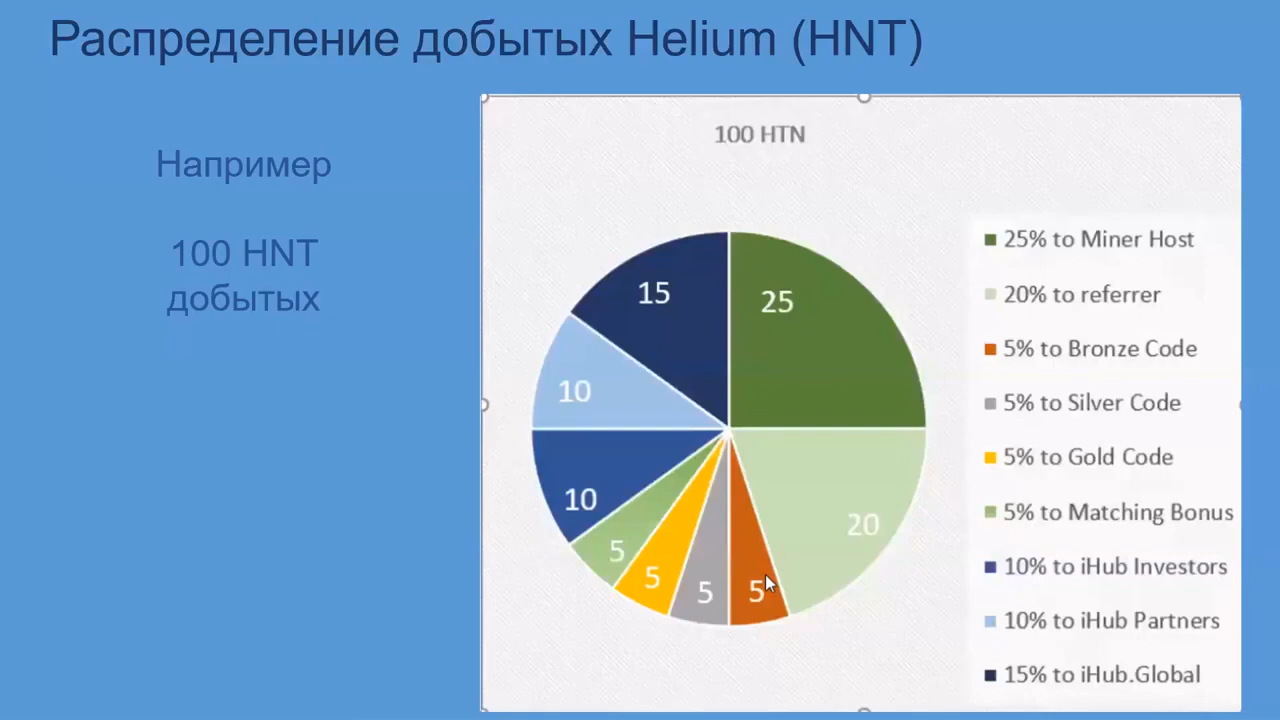 Распределение добытых Helium (HNT)
Например
100 HNT
добытых
100 HTN
15
25
10
10
20
5
5
5
5
25% to Miner Host
20% to referrer
5% to Bronze Code
5% to Silver Code
5% to Gold Code
5% to Matching Bonus
10% to iHub Investors
10% to iHub Partners
15% to iHub.Global